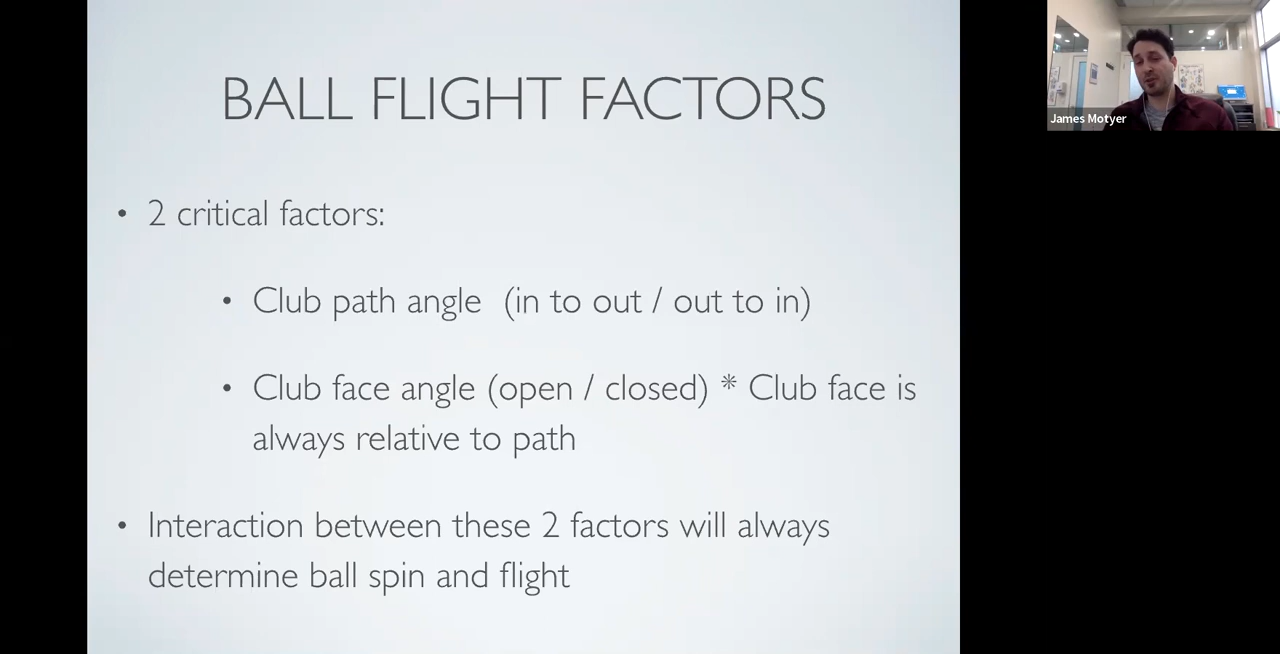 BALL FLIGHT FACTORS
• 2 critical factors:
• Club path angle (in to out / out to in)
• Club face angle (open / closed) * Club face is
always relative to path
• Interaction between these 2 factors will always
determine ball spin and flight
James Motyer